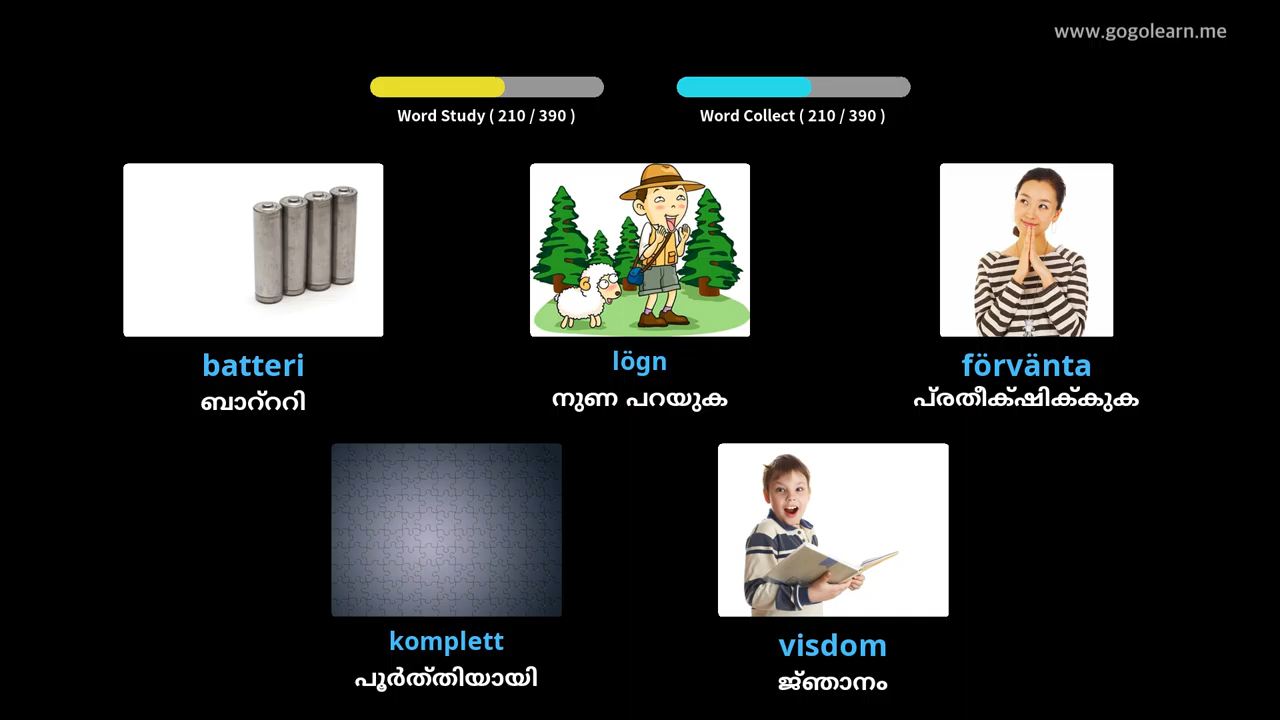 www.gogolearn.me
Word Study ( 210 / 390 )
Word Collect ( 210 / 390 )
batteri
ബാറ്ററി
lögn
നുണ പറയുക
förvänta
പ്രതീക്ഷിക്കുക
komplett
പൂർത്തിയായി
visdom
ജ്ഞാനം